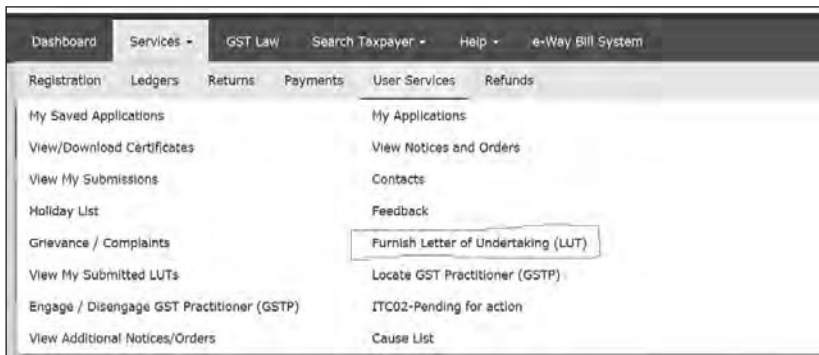 Dashboard Services GST Law Search Taxpayer Help e-Way Bill System
Registration Ledgers Returns Payments User Services Refunds
My Saved Applications My Applications
View/Download Certificates View Notices and Orders
View My Submissions Contacts
Holiday List Feedback
Grievance / Complaints Furnish Letter of Undertaking (LUT)
View My Submitted LUTs Locate GST Practitioner (GSTP)
Engage / Disengage GST Practitioner (GSTP) ITC02-Pending for action
View Additional Notices/Orders Cause List